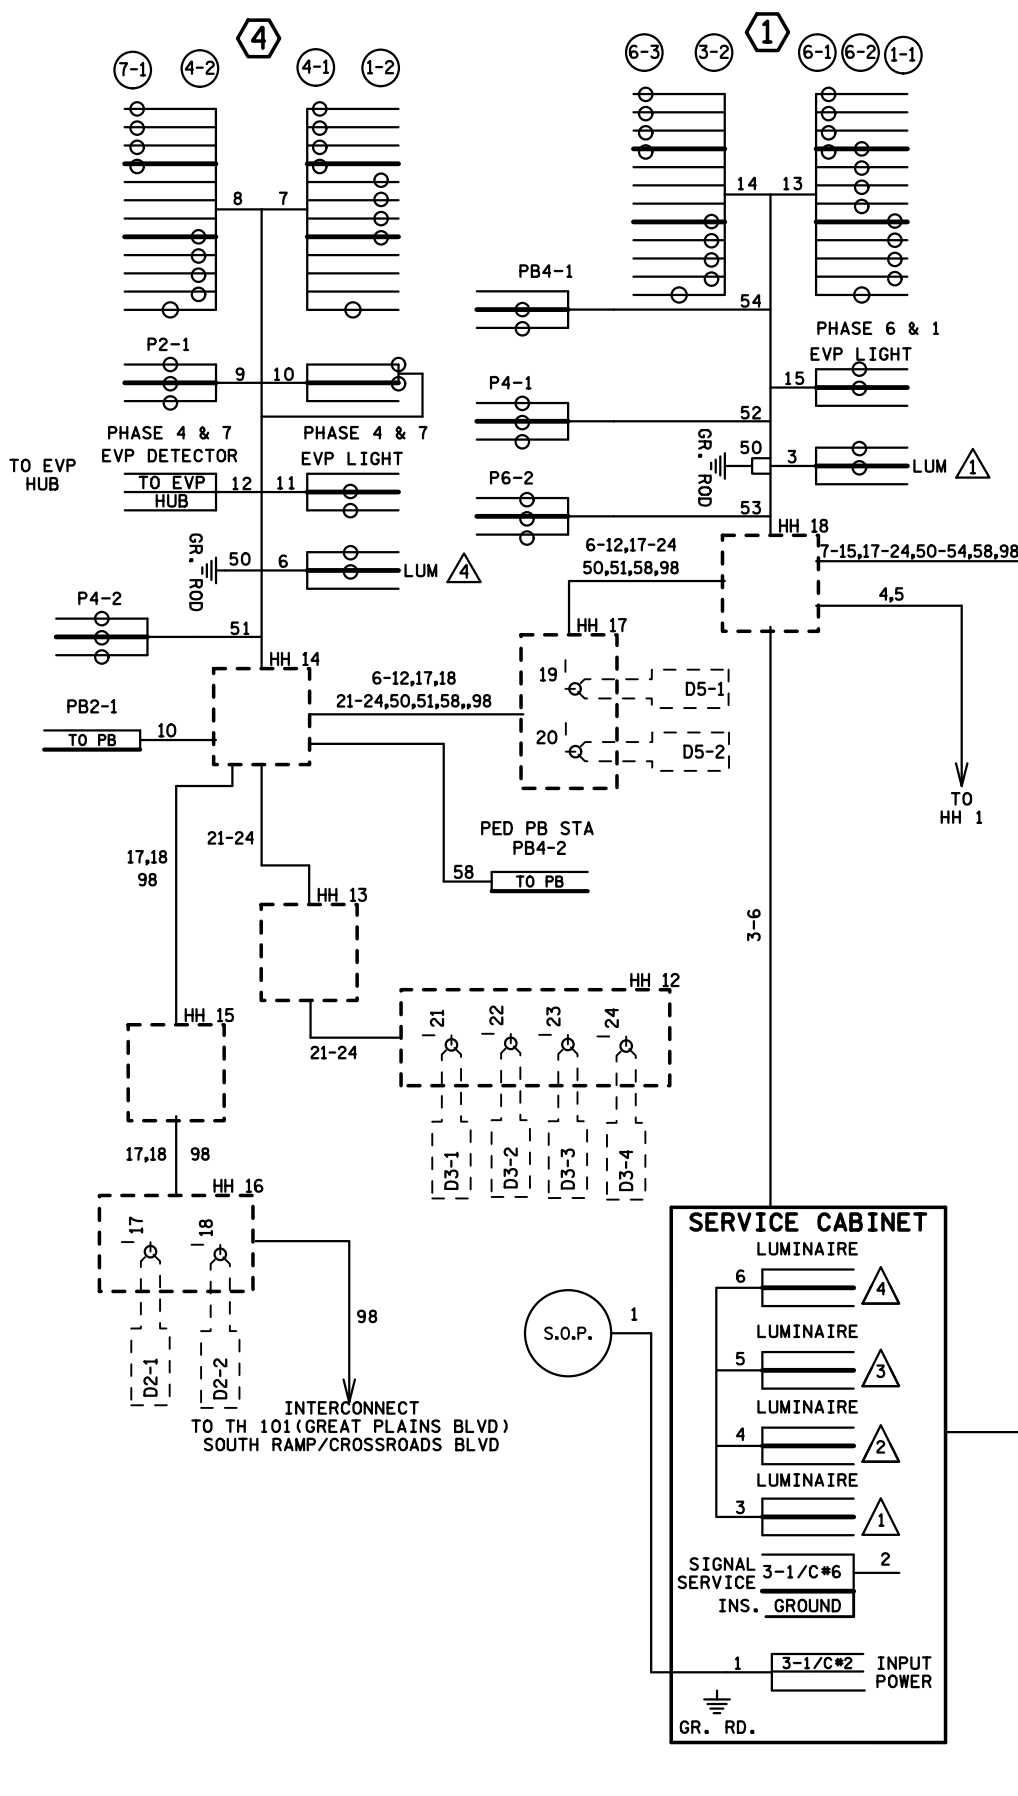 4
1
7-1
4-2
4-1
1-2
6-3
3-2
6-1
6-2
1-1
8
7
14
13
PB4-1
54
PHASE 6 & 1
EVP LIGHT
15
P2-1
9
10
P4-1
52
PHASE 4 & 7
EVP DETECTOR
PHASE 4 & 7
EVP LIGHT
TO EVP
HUB
TO EVP
HUB
12
11
GR. ROD
50
3
LUM
1
P6-2
53
HH 18
GR. ROD
50
6
LUM
4
6-12,17-24
50,51,58,98
7-15,17-24,50-54,58,98
4,5
P4-2
51
HH 17
HH 14
19
D5-1
6-12,17,18
21-24,50,51,58,,98
PB2-1
TO PB
10
20
D5-2
TO
HH 1
PED PB STA
PB4-2
58
TO PB
21-24
17,18
98
HH 13
3-6
HH 12
21
22
23
24
HH 15
21-24
D3-1
D3-2
D3-3
D3-4
17,18
98
HH 16
17
18
D2-1
D2-2
98
INTERCONNECT
TO TH 101(GREAT PLAINS BLVD)
SOUTH RAMP/CROSSROADS BLVD
SERVICE CABINET
LUMINAIRE
6
4
S.O.P.
1
LUMINAIRE
5
3
LUMINAIRE
4
2
LUMINAIRE
3
1
SIGNAL
SERVICE
3-1/C#6
2
INS. GROUND
1
3-1/C#2
INPUT
POWER
GR. RD.